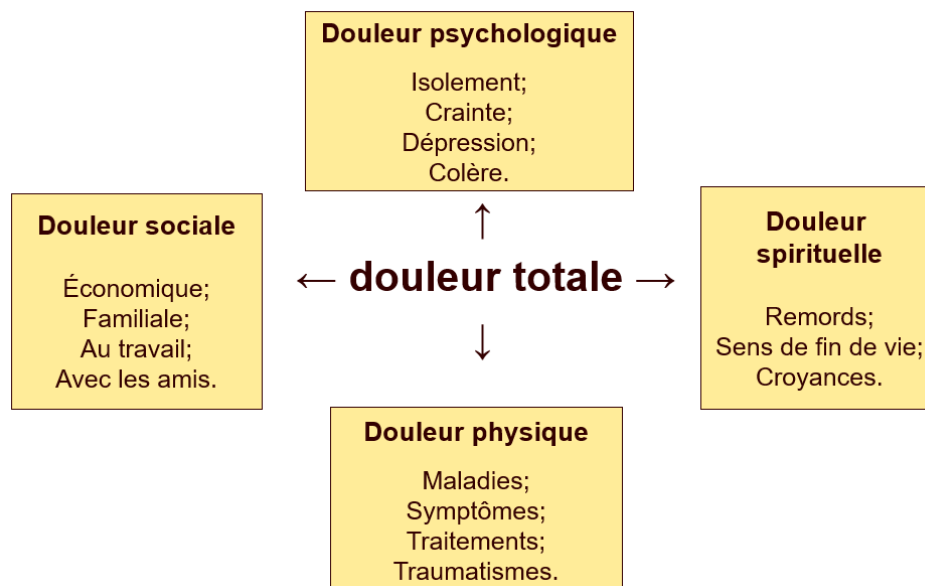 Douleur psychologique
Isolement;
Crainte;
Dépression;
Colère.
Douleur sociale
Économique;
Familiale;
Au travail;
Avec les amis.
← douleur totale →
↑
↓
Douleur
spirituelle
Remords;
Sens de fin de vie;
Croyances.
Douleur physique
Maladies;
Symptômes;
Traitements;
Traumatismes.